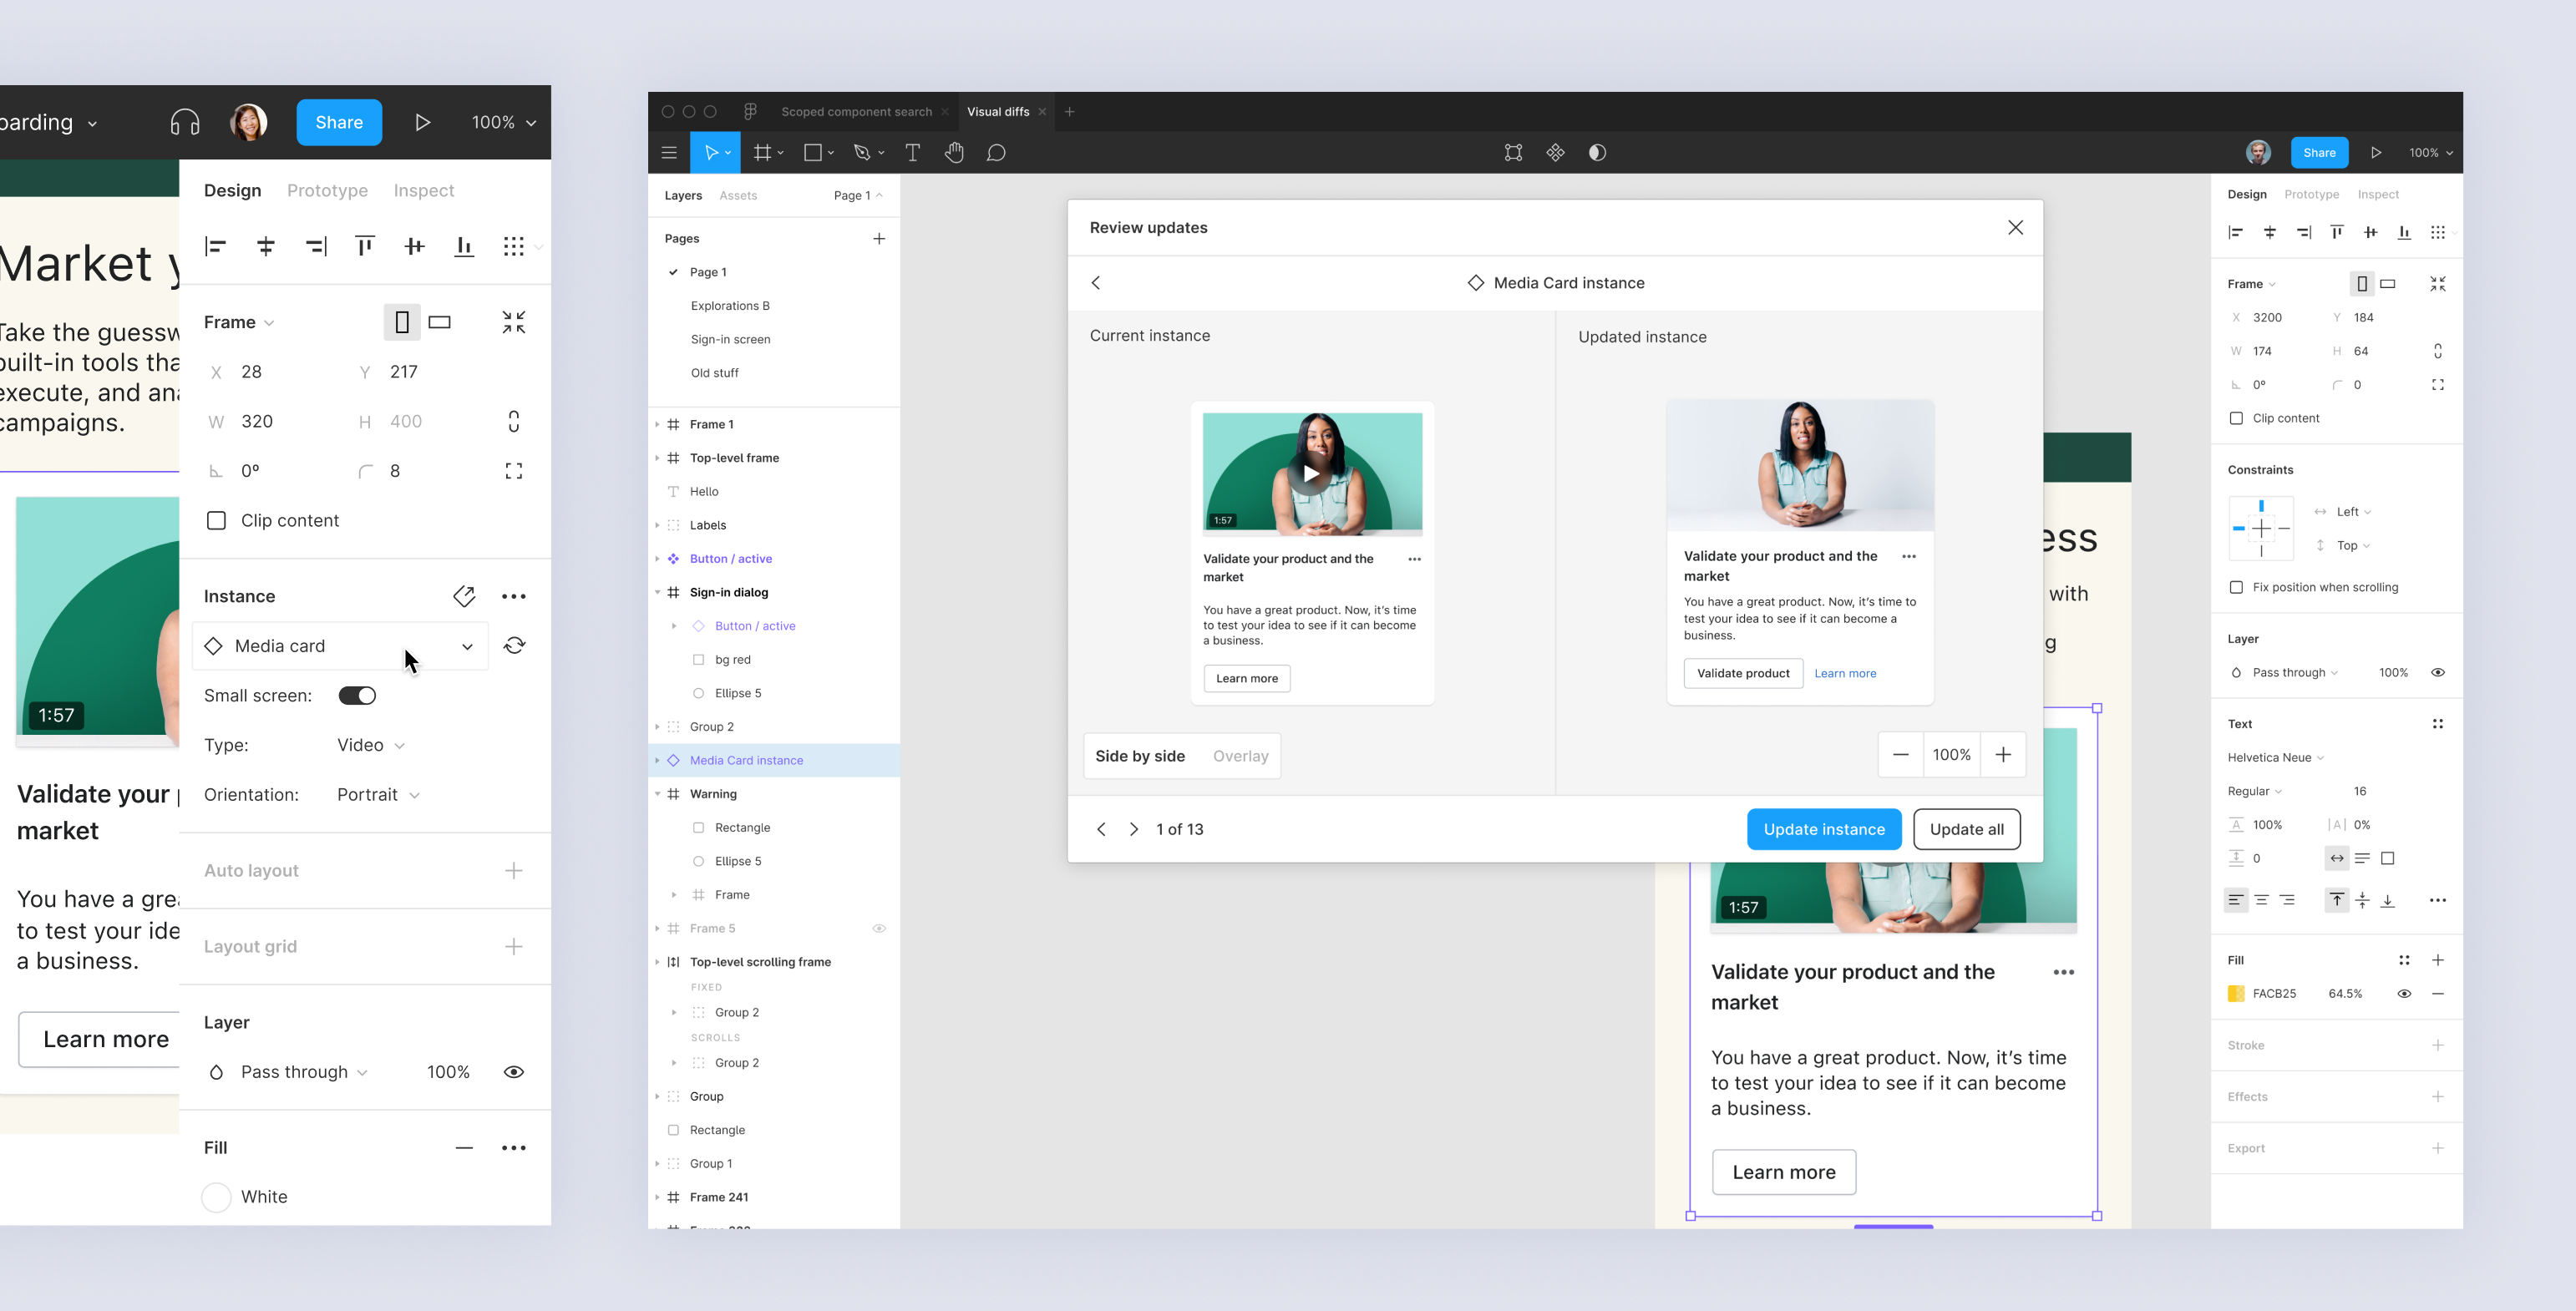 oarding
Share
100%
Market y
Take the guessw
built-in tools tha
execute, and ana
campaigns.
1:57
Validate your p
market
You have a grea
to test your ide
a business.
Learn more
Design Prototype Inspect
Frame
X 28 Y 217
W 320 H 400
0º 8
Clip content
Instance
Media card
Small screen:
Type: Video
Orientation: Portrait
Auto layout
Layout grid
Layer
Pass through 100%
Fill
White
Scoped component search
Visual diffs
Share
100%
Layers Assets Page 1
Pages
Page 1
Explorations B
Sign-in screen
Old stuff
Frame 1
Top-level frame
Hello
Labels
Button / active
Sign-in dialog
Button / active
bg red
Ellipse 5
Group 2
Media Card instance
Warning
Rectangle
Ellipse 5
Frame
Frame 5
Top-level scrolling frame
FIXED
Group 2
SCROLLS
Group 2
Group
Rectangle
Group 1
Frame 241
Review updates
Media Card instance
Current instance
1:57
Validate your product and the
market
You have a great product. Now, it’s time
to test your idea to see if it can become
a business.
Learn more
Updated instance
Validate your product and the
market
You have a great product. Now, it’s time to
test your idea to see if it can become a
business.
Validate product Learn more
Side by side Overlay
100%
1 of 13
Update instance Update all
ess
with
g
1:57
Validate your product and the
market
You have a great product. Now, it’s time
to test your idea to see if it can become
a business.
Learn more
Design Prototype Inspect
Frame
X 3200 Y 184
W 174 H 64
0º 0
Clip content
Constraints
Left
Top
Fix position when scrolling
Layer
Pass through 100%
Text
Helvetica Neue
Regular 16
A 100% |A| 0%
0
Fill
FACB25 64.5%
Stroke
Effects
Export